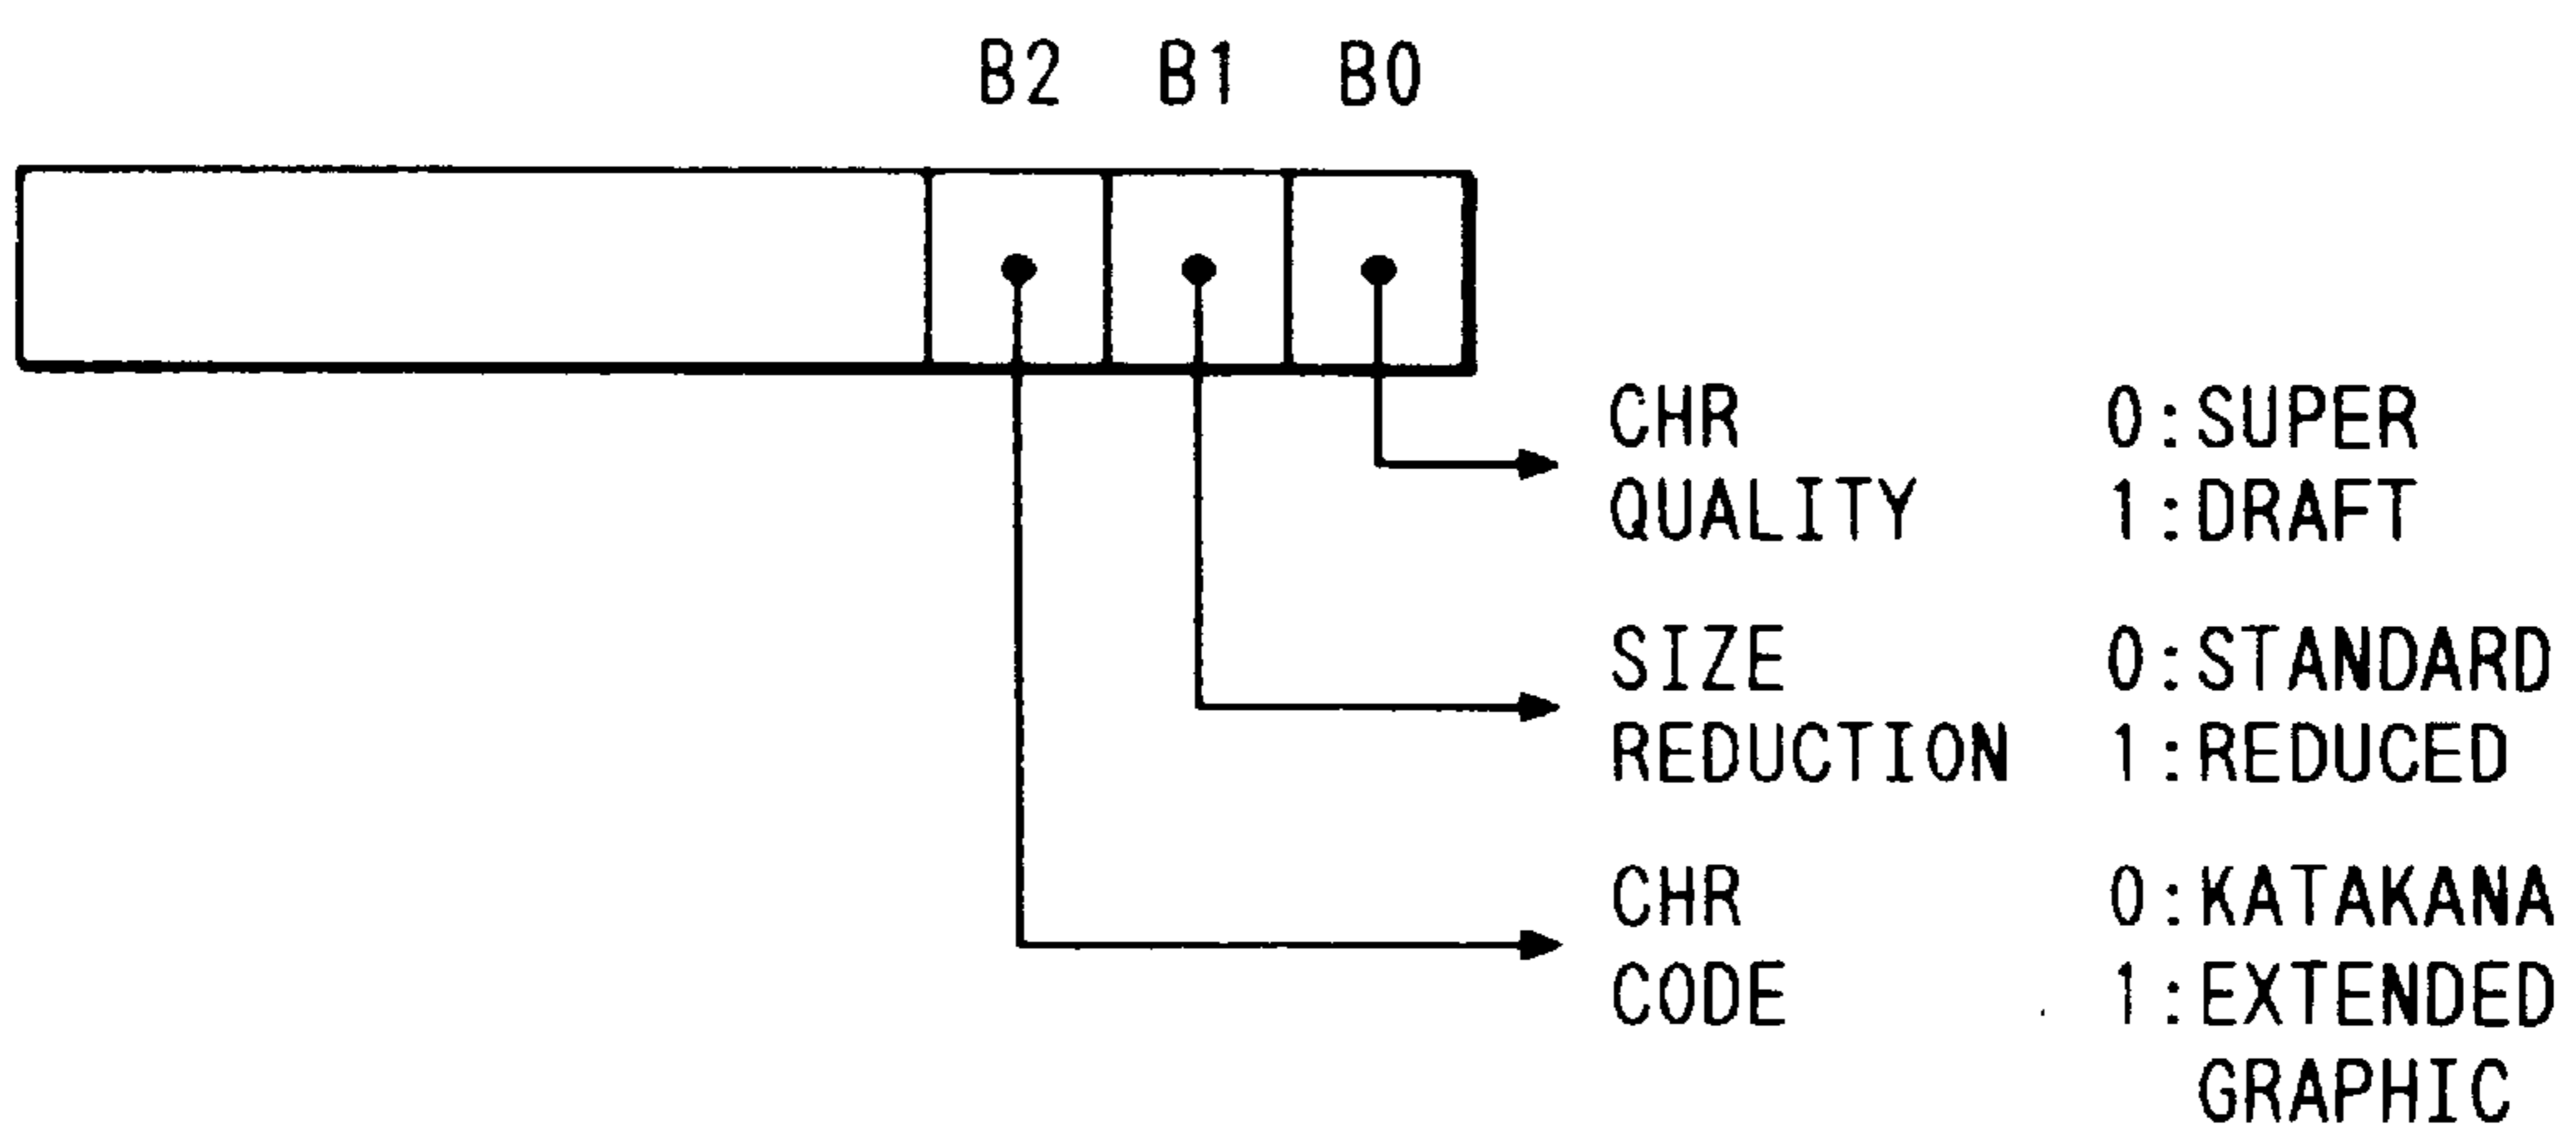 B2 B1 B0
CHR 0:SUPER
QUALITY 1:DRAFT
SIZE 0:STANDARD
REDUCTION 1:REDUCED
CHR 0:KATAKANA
CODE 1:EXTENDED
GRAPHIC